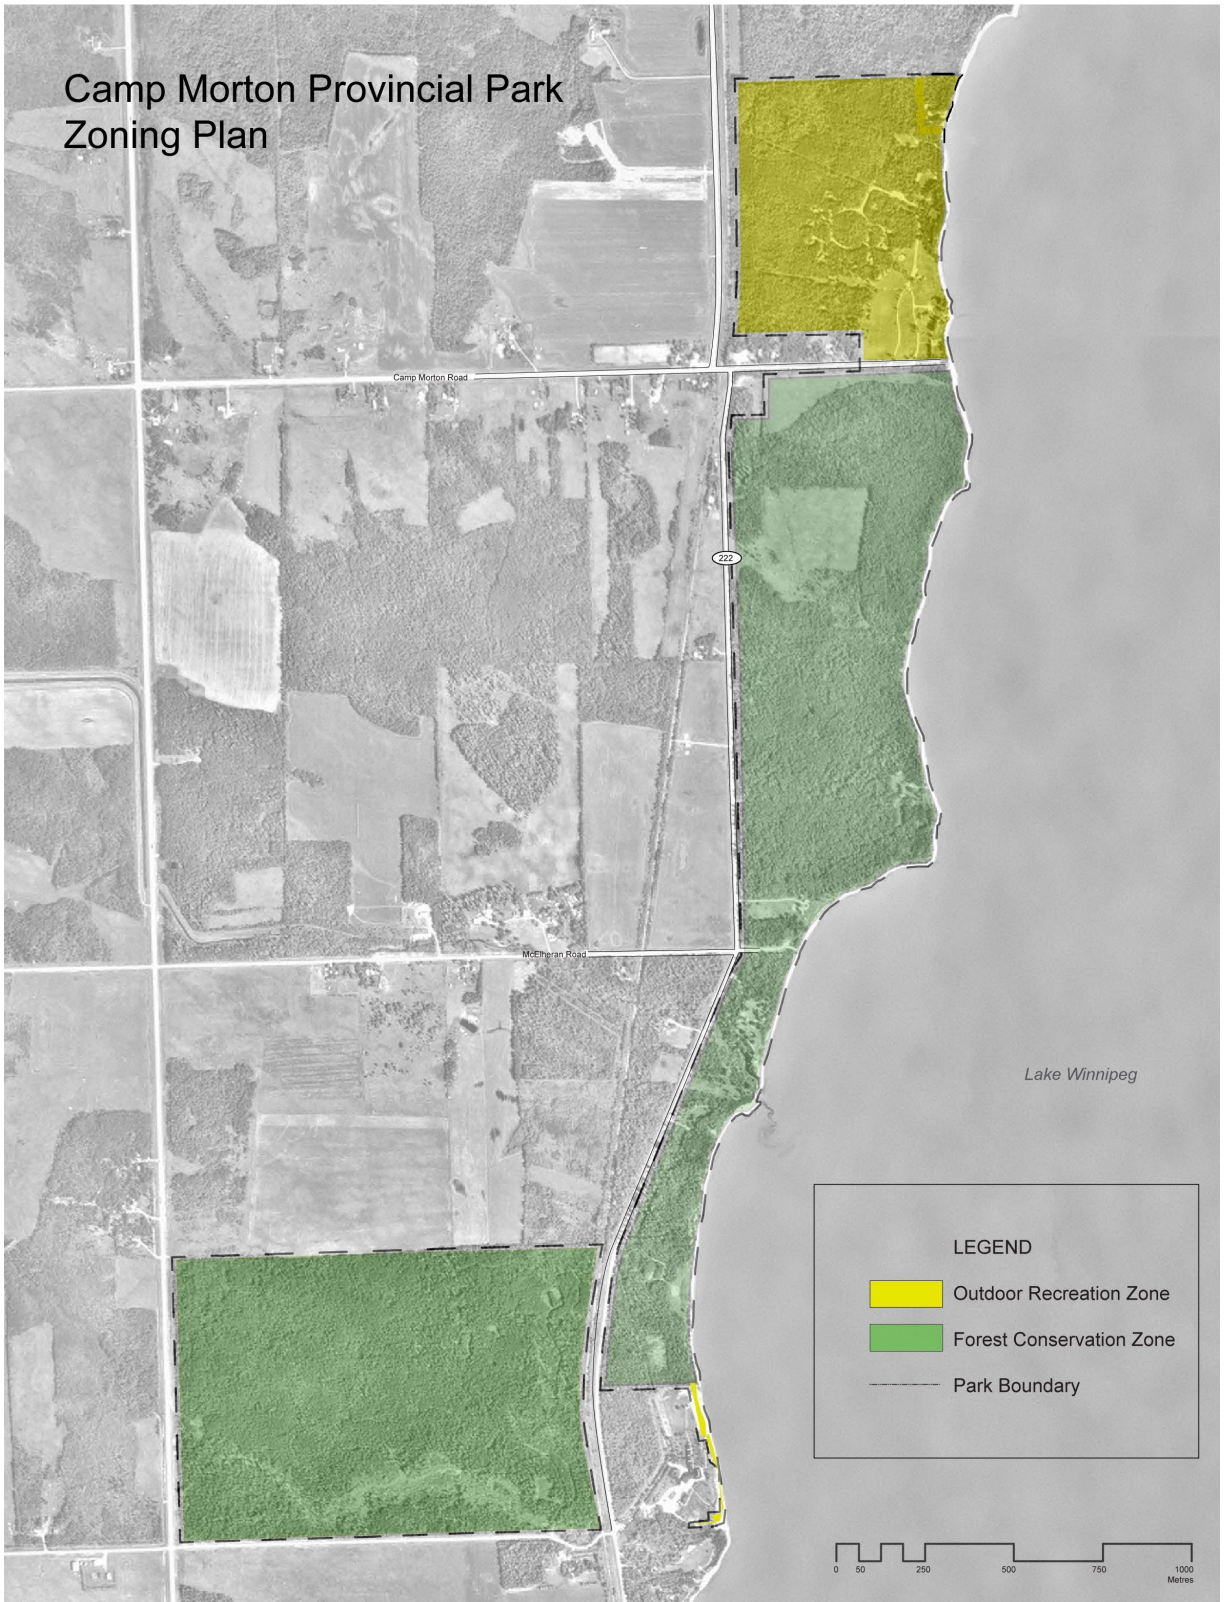 Camp Morton Provincial Park
Zoning Plan
Camp Morton Road
222
McElheran Road
Lake Winnipeg
LEGEND
Outdoor Recreation Zone
Forest Conservation Zone
Park Boundary
0 50 250 500 750 1000
Metres